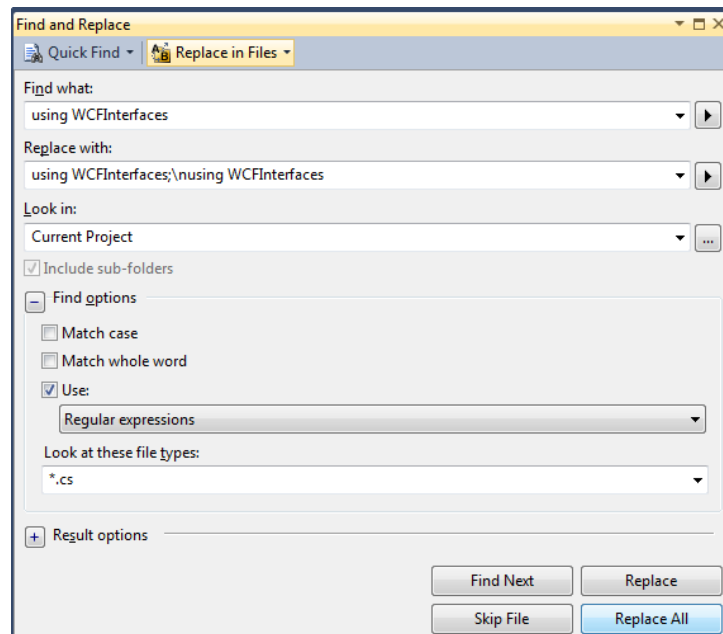 Find and Replace
Quick Find
Replace in Files
Find what:
using WCFInterfaces
Replace with:
using WCFInterfaces;\nusing WCFInterfaces
Look in:
Current Project
...
Include sub-folders
Find options
Match case
Match whole word
Use:
Regular expressions
Look at these file types:
*.cs
Result options
Find Next Replace
Skip File Replace All